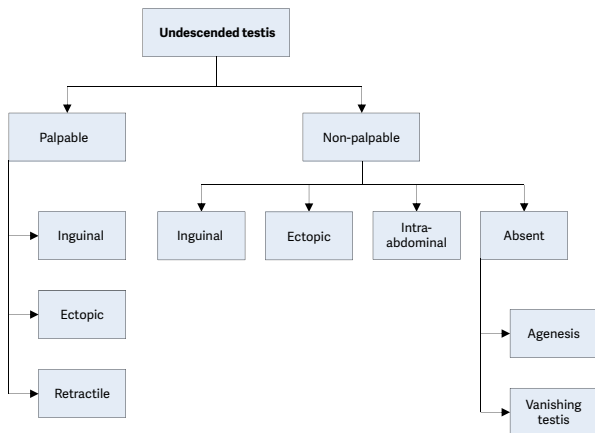 Undescended testis
Palpable
Non-palpable
Inguinal
Inguinal
Ectopic
Intra-
abdominal
Absent
Ectopic
Agenesis
Retractile
Vanishing
testis